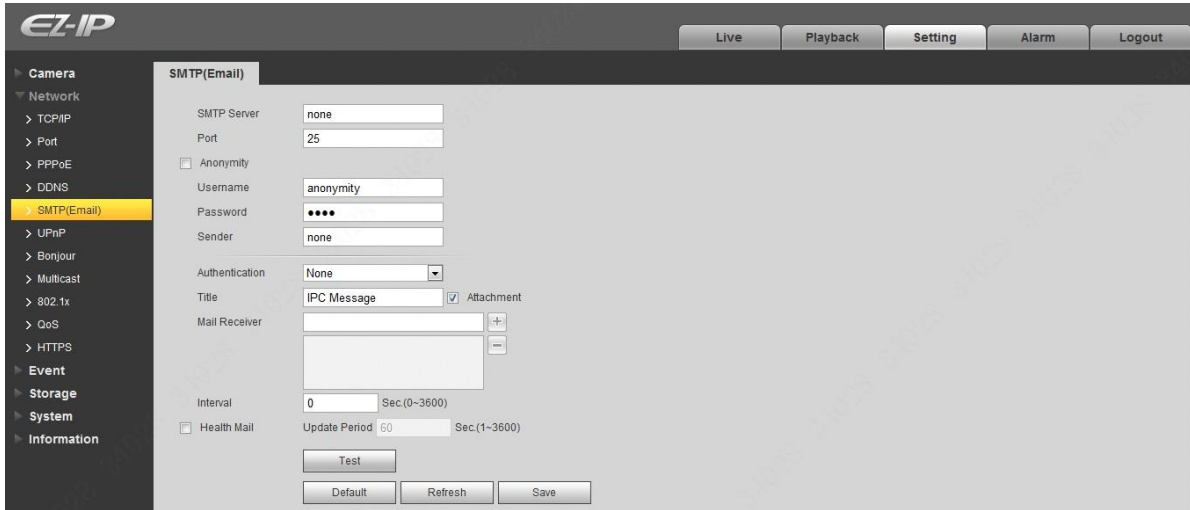 EZ-IP
Live Playback Setting Alarm Logout
Camera
Network
TCP/IP
Port
PPPoE
DDNS
SMTP(Email)
UPnP
Bonjour
Multicast
802.1x
QoS
HTTPS
Event
Storage
System
Information
SMTP(Email)
SMTP Server none
Port 25
Anonymity
Username anonymity
Password ••••
Sender none
Authentication None
Title IPC Message Attachment
Mail Receiver
Interval 0 Sec.(0~3600)
Health Mail Update Period 60 Sec.(1~3600)
Test
Default Refresh Save